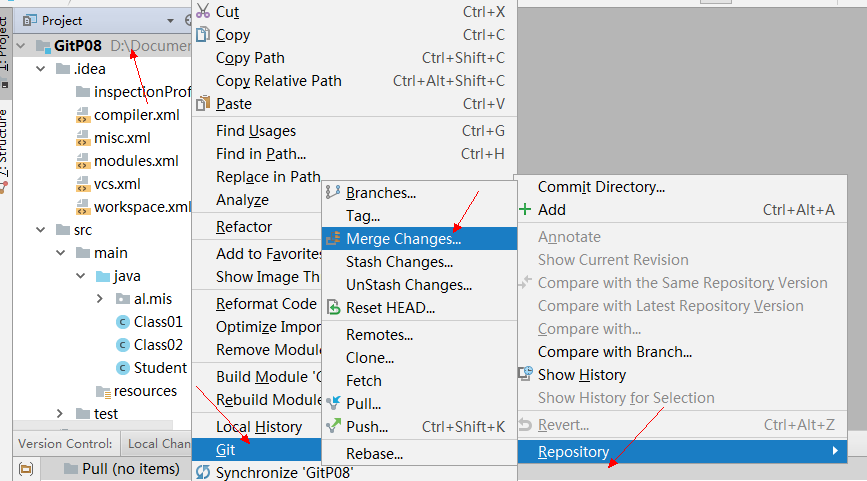 1: Project
7: Structure
Project
GitP08 D:\Documen
.idea
inspectionProf
compiler.xml
misc.xml
modules.xml
vcs.xml
workspace.xml
src
main
java
al.mis
Class01
Class02
Student
resources
test
Version Control:
Local Chan
Pull (no items)
Cut Ctrl+X
Copy Ctrl+C
Copy Path Ctrl+Shift+C
Copy Relative Path Ctrl+Alt+Shift+C
Paste Ctrl+V
Find Usages Ctrl+G
Find in Path... Ctrl+H
Replace in Path
Analyze
Refactor
Add to Favorites
Show Image Th
Reformat Code
Optimize Impor
Remove Module
Build Module 'G
Rebuild Module
Local History
Git
Synchronize 'GitP08'
Branches...
Tag...
Merge Changes...
Stash Changes...
UnStash Changes...
Reset HEAD...
Remotes...
Clone...
Fetch
Pull...
Push... Ctrl+Shift+K
Rebase...
Commit Directory...
Add Ctrl+Alt+A
Annotate
Show Current Revision
Compare with the Same Repository Version
Compare with Latest Repository Version
Compare with...
Compare with Branch...
Show History
Show History for Selection
Revert... Ctrl+Alt+Z
Repository